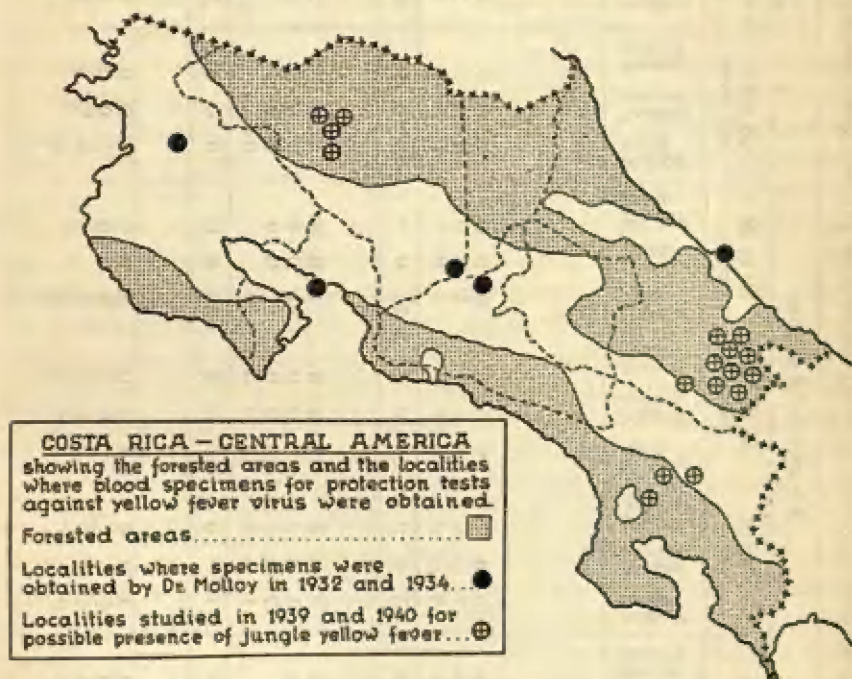 COSTA RICA — CENTRAL AMERICA
showing the forested areas and the localities
where blood specimens for protection tests
against yellow fever virus were obtained.
Forested areas
Localities where specimens were
obtained by Dr. Molloy in 1932 and 1934...
Localities studied in 1939 and 1940 for
possible presence of jungle yellow fever...